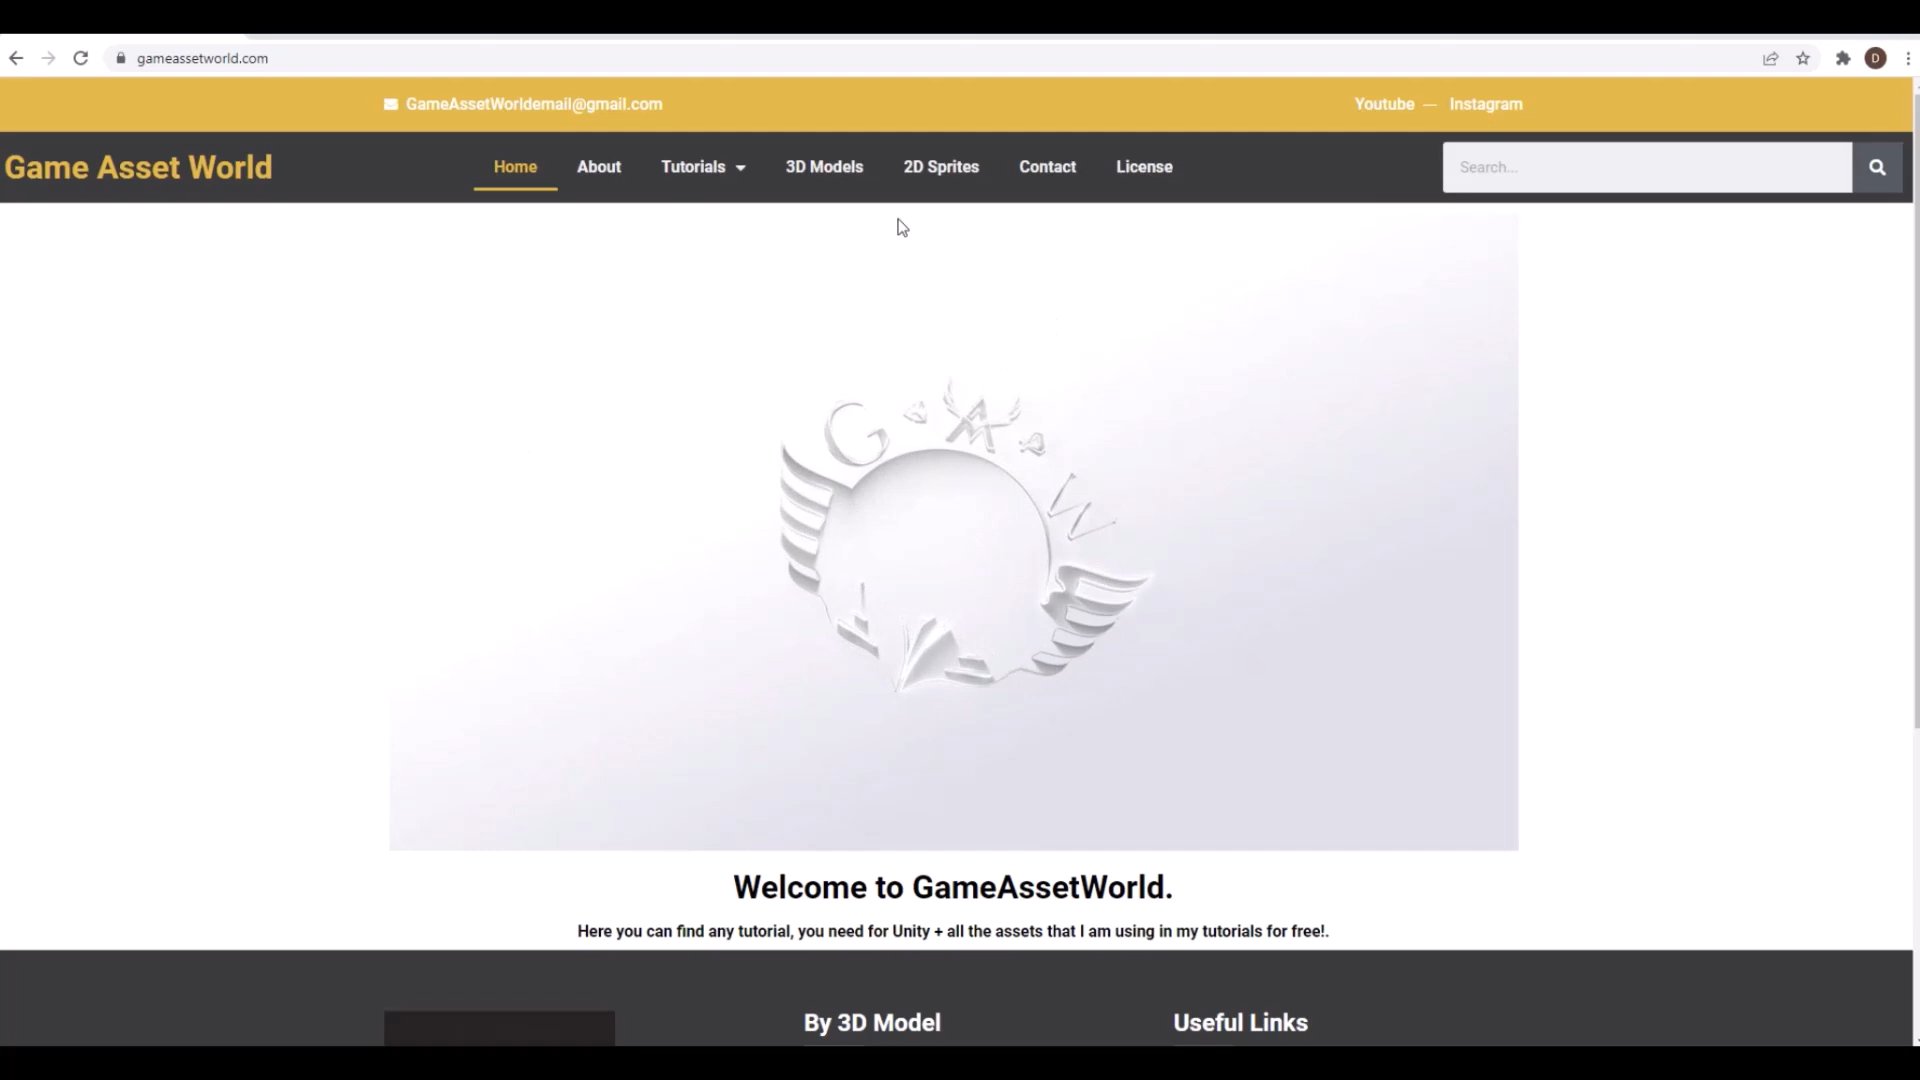 gameassetworld.com
D
GameAssetWorldemail@gmail.com
Youtube — Instagram
Game Asset World
Home About Tutorials 3D Models 2D Sprites Contact License
Search...
G A M A W
Welcome to GameAssetWorld.
Here you can find any tutorial, you need for Unity + all the assets that I am using in my tutorials for free!.
By 3D Model
Useful Links